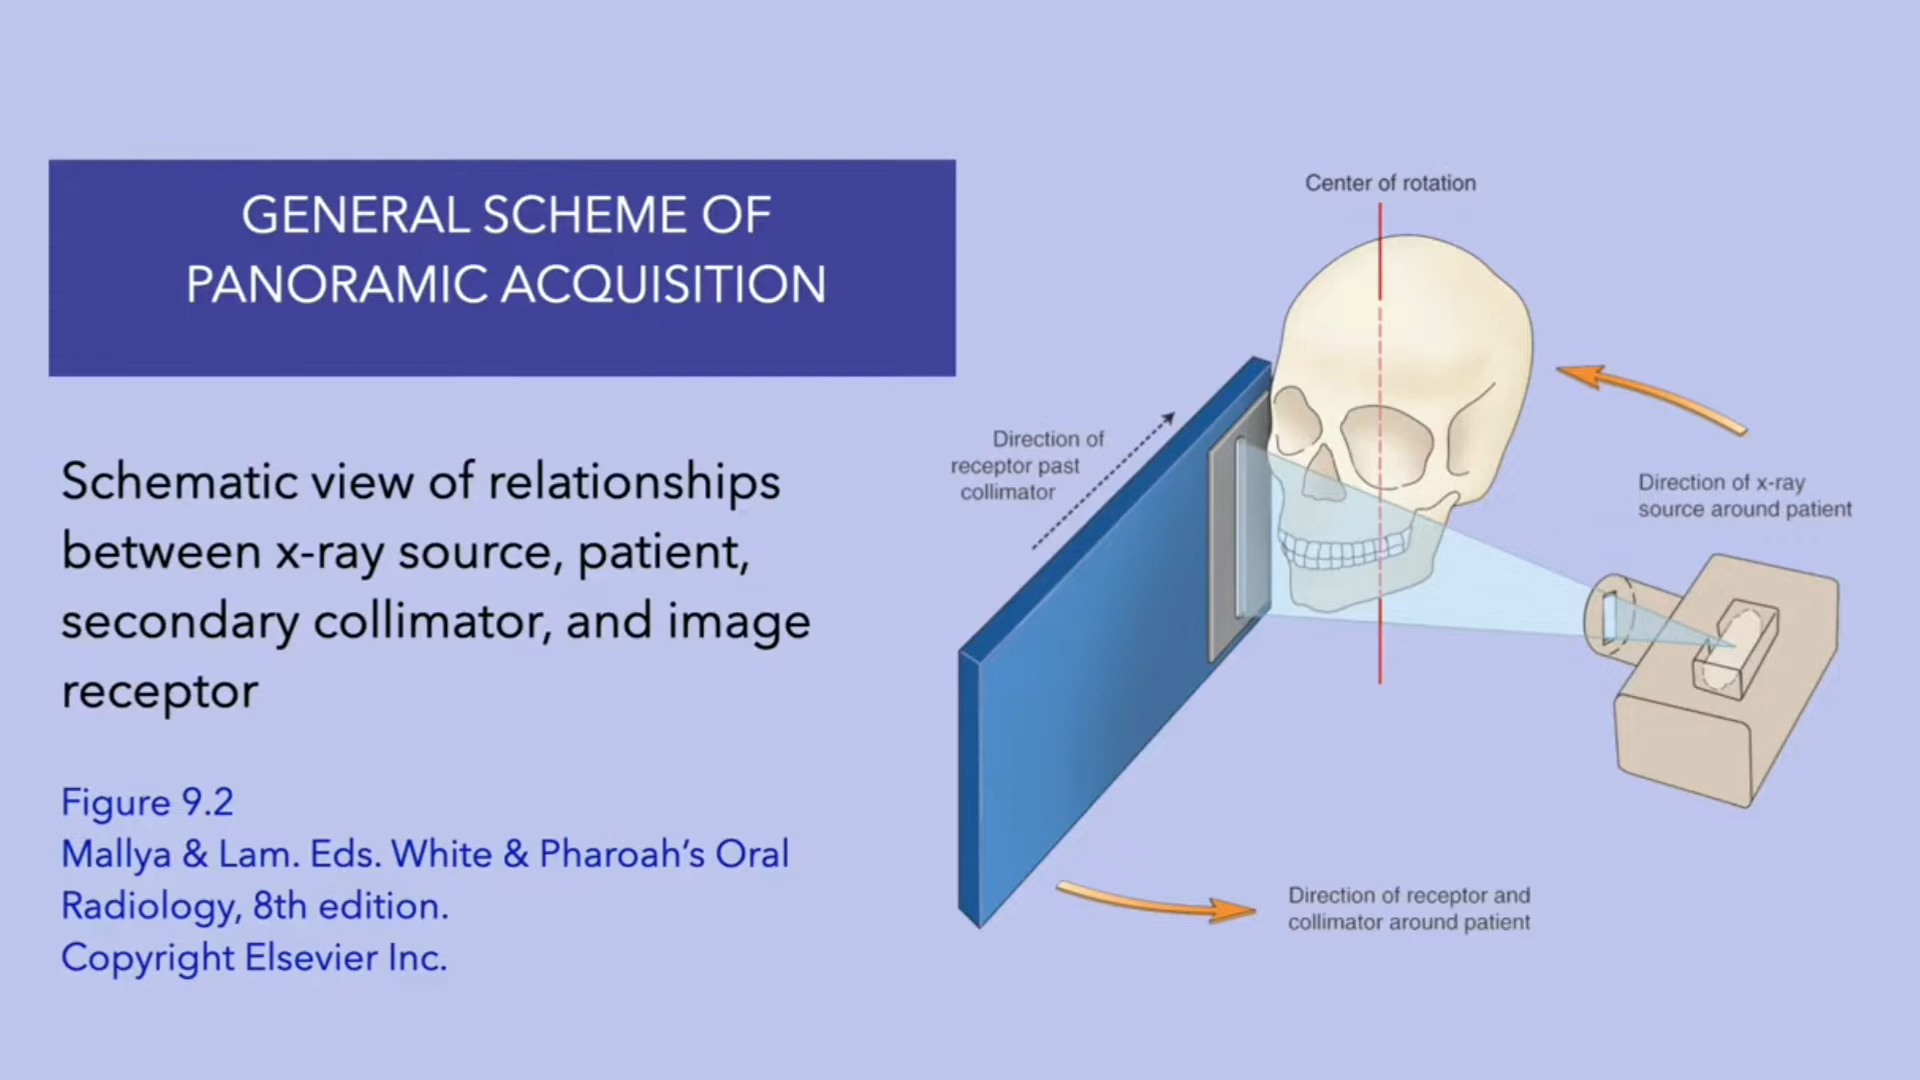 GENERAL SCHEME OF
PANORAMIC ACQUISITION
Schematic view of relationships
between x-ray source, patient,
secondary collimator, and image
receptor
Figure 9.2
Mallya & Lam. Eds. White & Pharoah’s Oral
Radiology, 8th edition.
Copyright Elsevier Inc.
Center of rotation
Direction of
receptor past
collimator
Direction of x-ray
source around patient
Direction of receptor and
collimator around patient